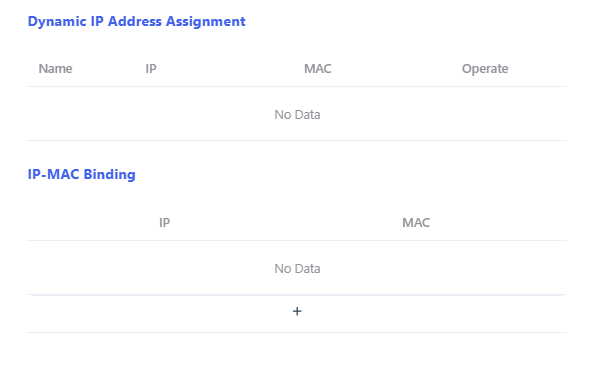 Dynamic IP Address Assignment
Name IP MAC Operate
No Data
IP-MAC Binding
IP MAC
No Data
+